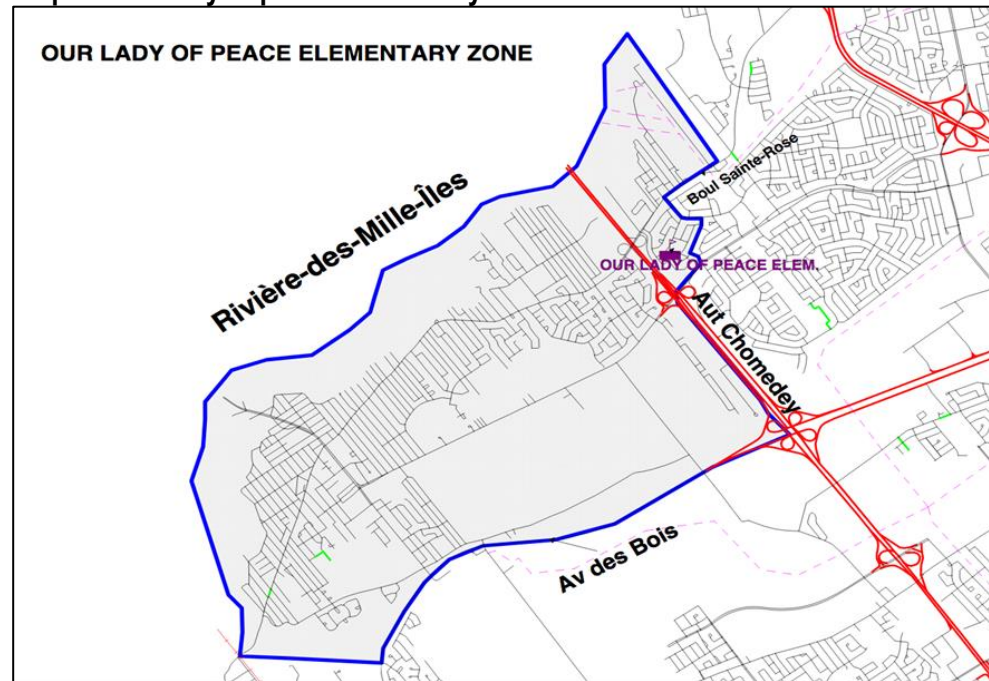 OUR LADY OF PEACE ELEMENTARY ZONE
Boul Sainte-Rose
Rivière-des-Mille-Îles
OUR LADY OF PEACE ELEM.
Aut Chomedey
Av des Bois